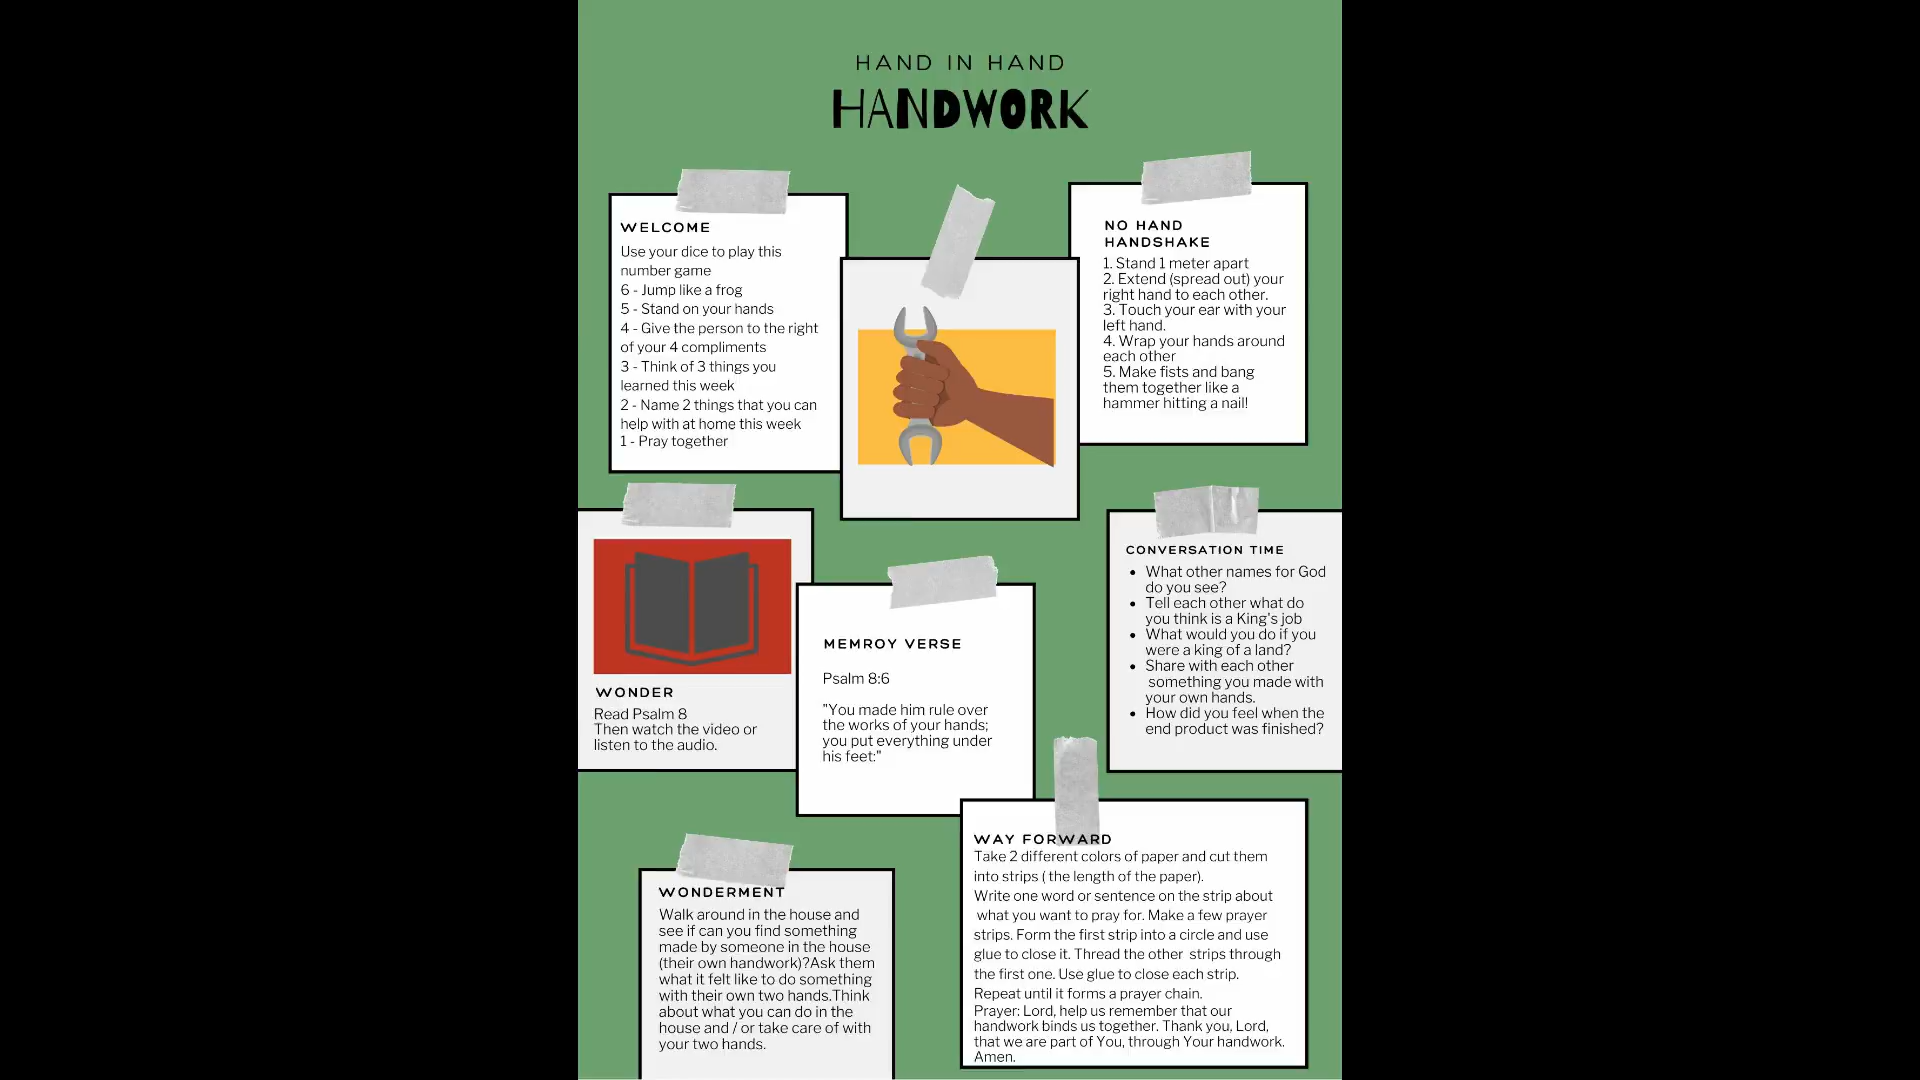 HAND IN HAND
HANDWORK
WELCOME
Use your dice to play this
number game
6 - Jump like a frog
5 - Stand on your hands
4 - Give the person to the right
of your 4 compliments
3 - Think of 3 things you
learned this week
2 - Name 2 things that you can
help with at home this week
1 - Pray together
NO HAND
HANDSHAKE
1. Stand 1 meter apart
2. Extend (spread out) your
right hand to each other.
3. Touch your ear with your
left hand.
4. Wrap your hands around
each other
5. Make fists and bang
them together like a
hammer hitting a nail!
WONDER
Read Psalm 8
Then watch the video or
listen to the audio.
MEMROY VERSE
Psalm 8:6
"You made him rule over
the works of your hands;
you put everything under
his feet:"
CONVERSATION TIME
• What other names for God
do you see?
• Tell each other what do
you think is a King's job
• What would you do if you
were a king of a land?
• Share with each other
something you made with
your own hands.
• How did you feel when the
end product was finished?
WONDERMENT
Walk around in the house and
see if can you find something
made by someone in the house
(their own handwork)?Ask them
what it felt like to do something
with their own two hands.Think
about what you can do in the
house and / or take care of with
your two hands.
WAY FORWARD
Take 2 different colors of paper and cut them
into strips ( the length of the paper).
Write one word or sentence on the strip about
what you want to pray for. Make a few prayer
strips. Form the first strip into a circle and use
glue to close it. Thread the other strips through
the first one. Use glue to close each strip.
Repeat until it forms a prayer chain.
Prayer: Lord, help us remember that our
handwork binds us together. Thank you, Lord,
that we are part of You, through Your handwork.
Amen.